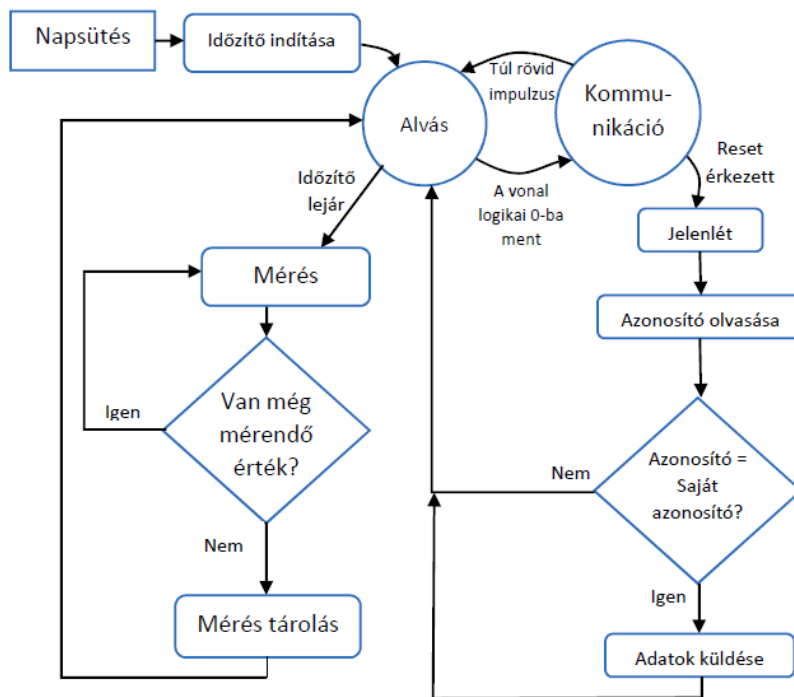 Napsütés
Időzítő indítása
Túl rövid
impulzus
Kommu-
nikáció
Alvás
Reset
érkezett
Időzítő
lejár
A vonal
logikai 0-ba
ment
Jelenlét
Mérés
Azonosító olvasása
Igen
Van még
mérendő
érték?
Nem
Azonosító =
Saját
azonosító?
Nem
Igen
Mérés tárolás
Adatok küldése